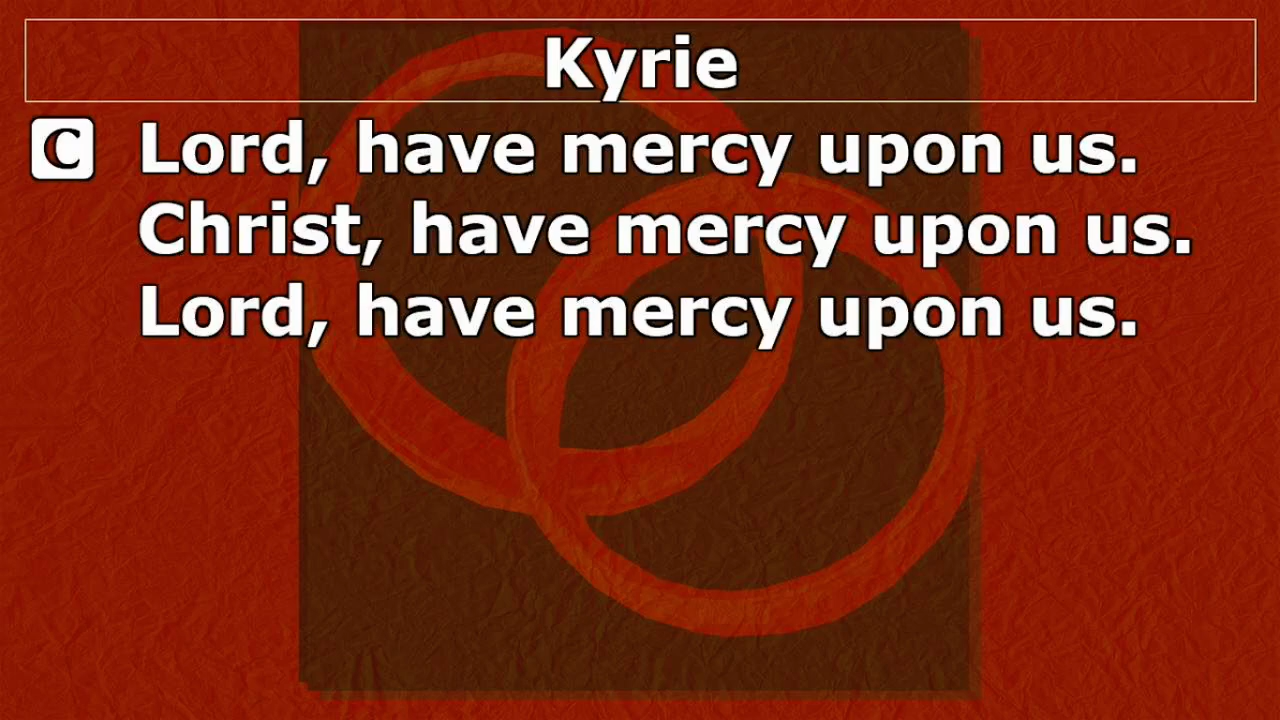 Kyrie
C Lord, have mercy upon us.
Christ, have mercy upon us.
Lord, have mercy upon us.